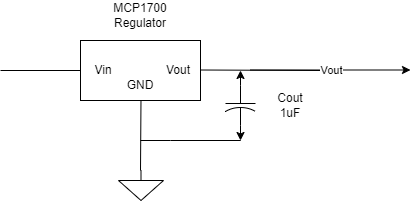 MCP1700
Regulator
Vin
Vout
GND
Vout
Cout
1uF